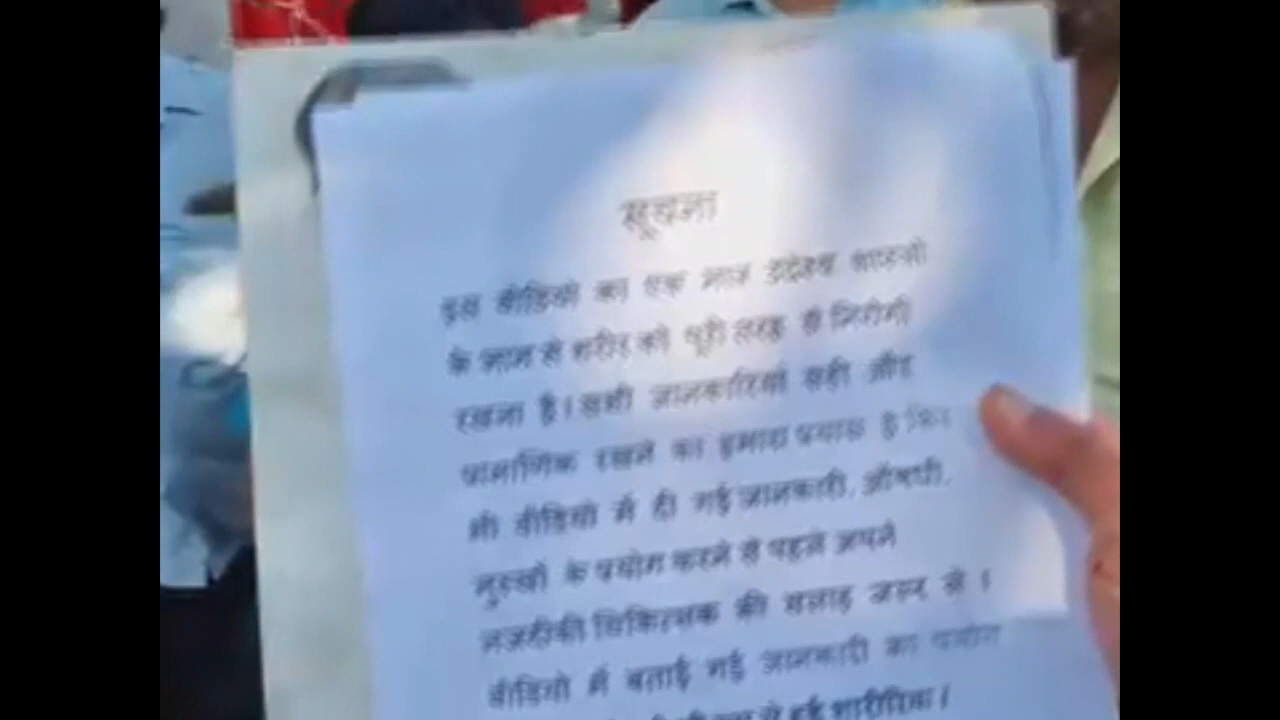 सूचना
इस वीडियो का एक मात्र उद्देश्य
के माल से शरीर को पूरी तरह से निरोगी
रखना है। सभी जानकारियां सही और
प्रामाणिक रखने का हमारा प्रयास है फिर
भी वीडियो में दी गई जानकारी, औषधी,
नुस्खों के प्रयोग करने से पहले अपने
नजदीकी चिकित्सक की सलाह जरूर ले ।
वीडियो में बताई गई जानकारी का प्रयोग
से हुई शारीरिक ।